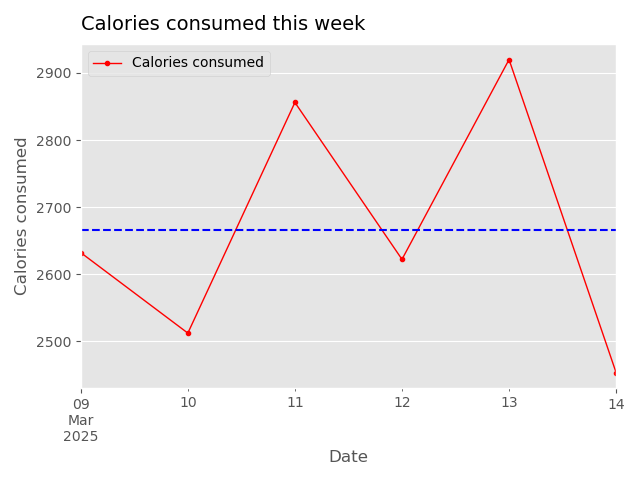 Calories consumed this week
Calories consumed
2900
2800
2700
2600
2500
Calories consumed
09
Mar
2025
10
11
12
13
14
Date